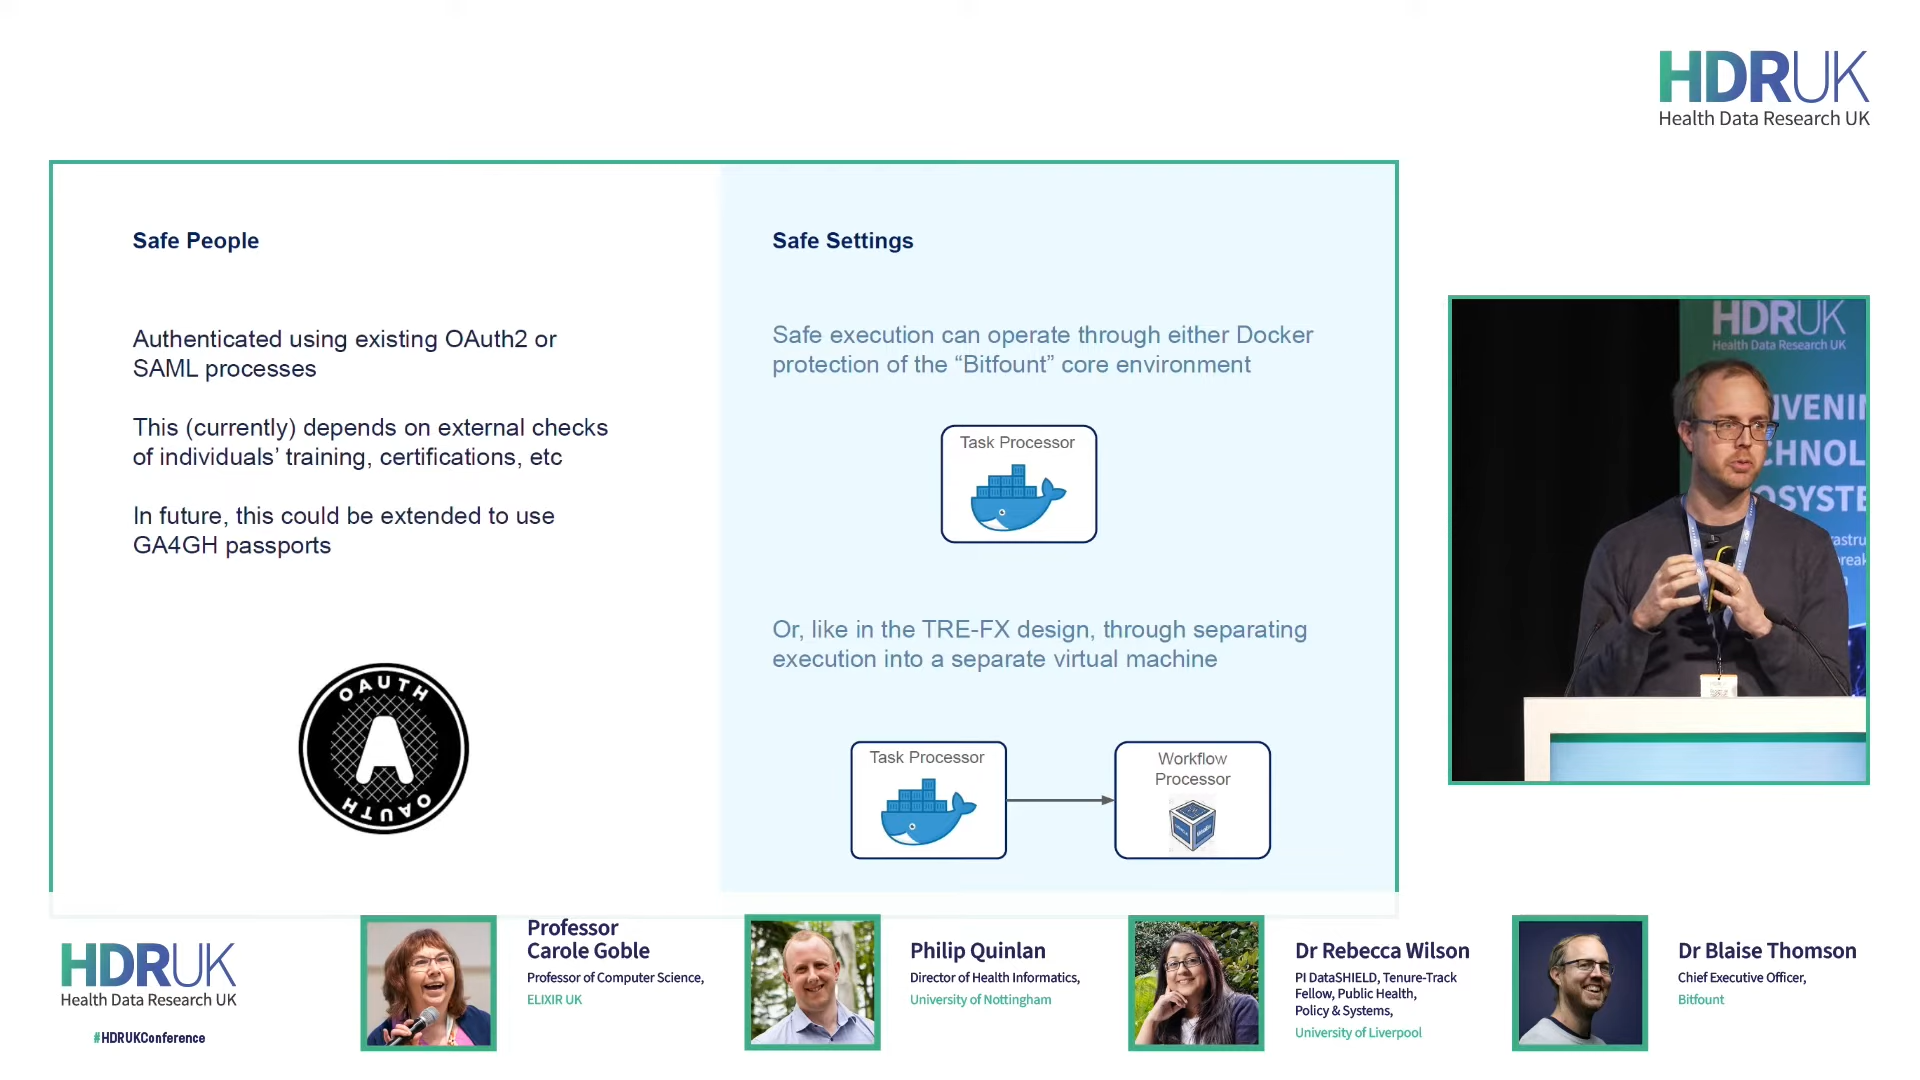 HDRUK
Health Data Research UK
Safe People
Authenticated using existing OAuth2 or
SAML processes
This (currently) depends on external checks
of individuals’ training, certifications, etc
In future, this could be extended to use
GA4GH passports
OAUTH
A
OAUTH
Safe Settings
Safe execution can operate through either Docker
protection of the “Bitfount” core environment
Task Processor
Or, like in the TRE-FX design, through separating
execution into a separate virtual machine
Task Processor
Workflow
Processor
HDRUK
Health Data Research UK
IVENIN
CHNOL
OSYSTE
astru
reak
HDRUK
Health Data Research UK
#HDRUKConference
Professor
Carole Goble
Professor of Computer Science,
ELIXIR UK
Philip Quinlan
Director of Health Informatics,
University of Nottingham
Dr Rebecca Wilson
PI DataSHIELD, Tenure-Track
Fellow, Public Health,
Policy & Systems,
University of Liverpool
Dr Blaise Thomson
Chief Executive Officer,
Bitfount